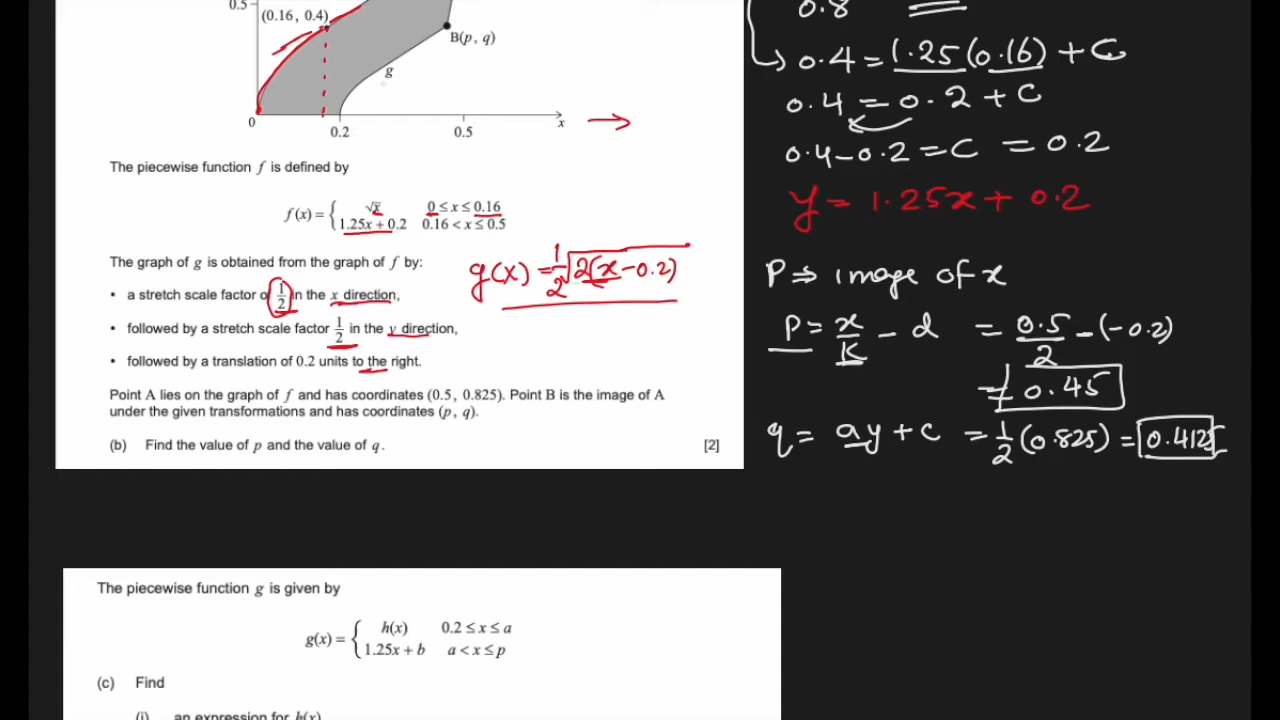 0.5
(0.16, 0.4)
B(p, q)
g
0
0.2
0.5
x
The piecewise function f is defined by
f(x) = { √x 0 ≤ x ≤ 0.16
1.25x + 0.2 0.16 < x ≤ 0.5
The graph of g is obtained from the graph of f by:
• a stretch scale factor of 1/2 in the x direction,
• followed by a stretch scale factor 1/2 in the y direction,
• followed by a translation of 0.2 units to the right.
g(x) = 1/2 √2(x - 0.2)
Point A lies on the graph of f and has coordinates (0.5, 0.825). Point B is the image of A
under the given transformations and has coordinates (p, q).
(b) Find the value of p and the value of q. [2]
0.8
0.4 = 1.25(0.16) + C
0.4 = 0.2 + C
0.4 - 0.2 = C = 0.2
y = 1.25x + 0.2
P ⇒ image of x
P = x/k - d = 0.5/2 - (-0.2)
= 0.45
q = ay + c = 1/2 (0.825) = 0.4125
The piecewise function g is given by
g(x) = { h(x) 0.2 ≤ x ≤ a
1.25x + b a < x ≤ p
(c) Find
(i) an expression for h(x)